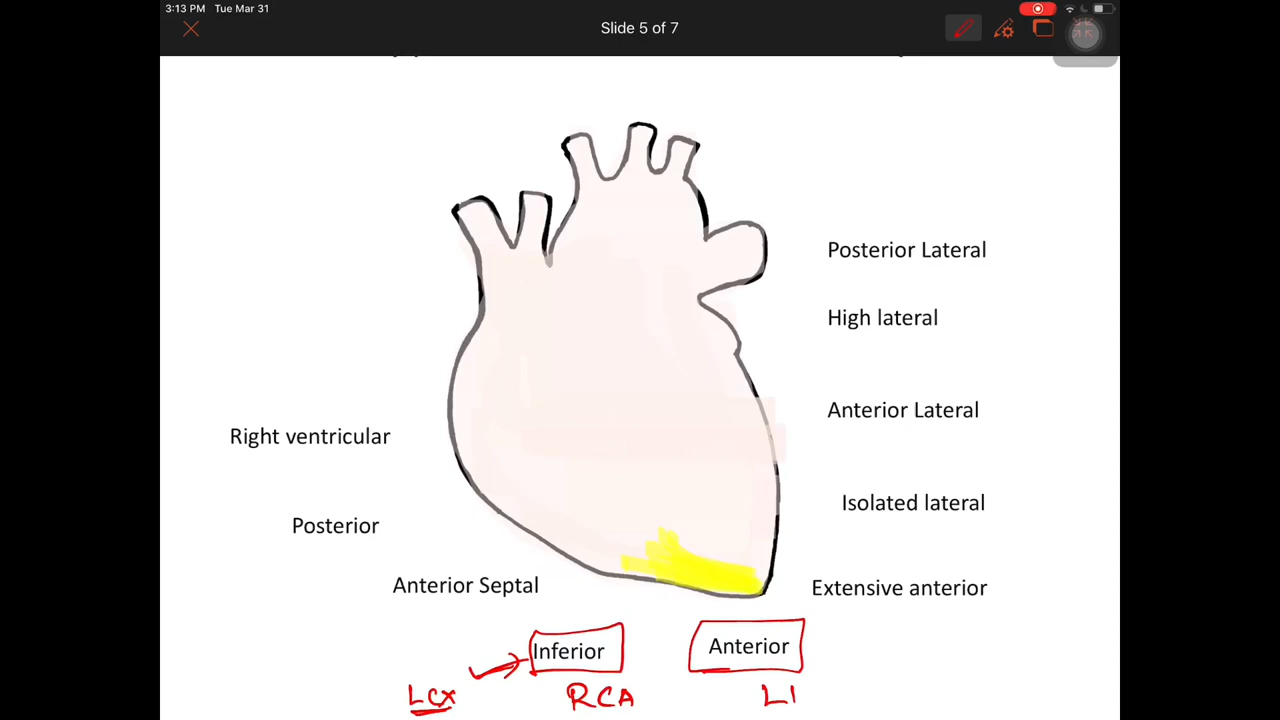 3:13 PM Tue Mar 31
Slide 5 of 7
Posterior Lateral
High lateral
Anterior Lateral
Right ventricular
Isolated lateral
Posterior
Anterior Septal
Extensive anterior
Inferior
Anterior
LCX
RCA
LI